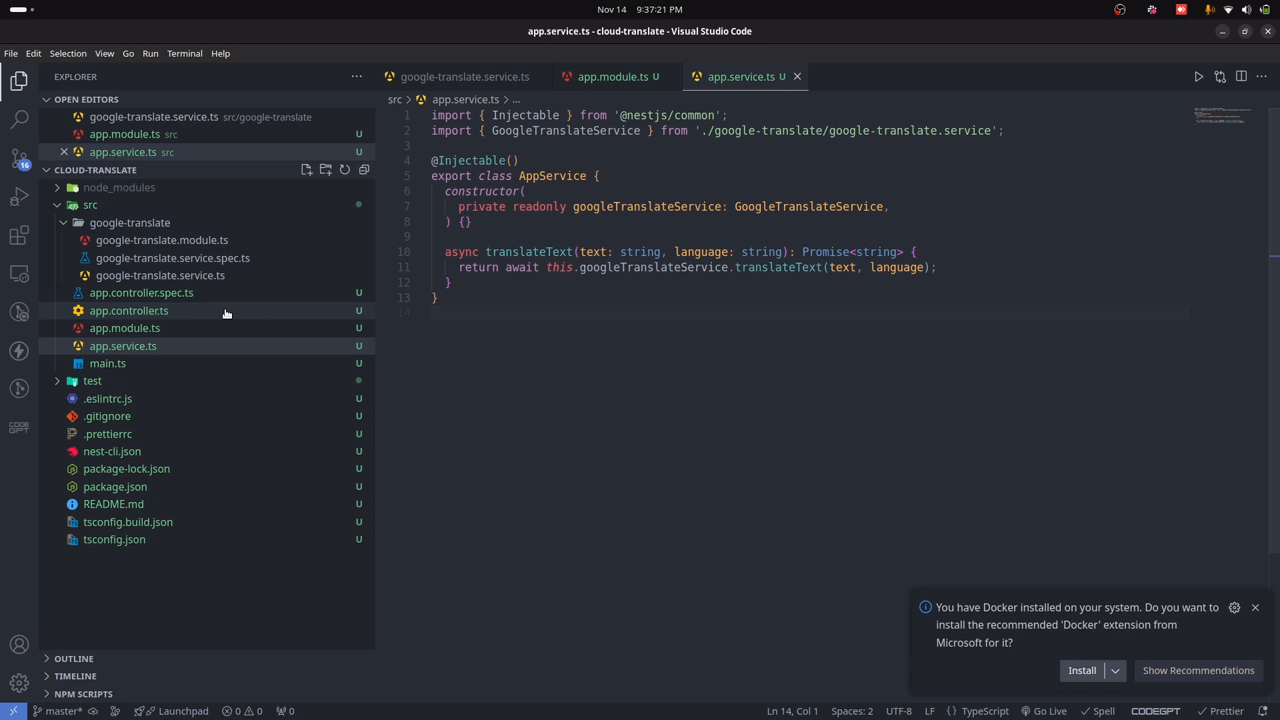 Nov 14 9:37:21 PM
app.service.ts - cloud-translate - Visual Studio Code
File Edit Selection View Go Run Terminal Help
EXPLORER
OPEN EDITORS
google-translate.service.ts src/google-translate
app.module.ts src U
app.service.ts src U
CLOUD-TRANSLATE
node_modules
src
google-translate
google-translate.module.ts
google-translate.service.spec.ts
google-translate.service.ts
app.controller.spec.ts U
app.controller.ts U
app.module.ts U
app.service.ts U
main.ts U
test
.eslintrc.js U
.gitignore U
.prettierrc U
nest-cli.json U
package-lock.json U
package.json U
README.md U
tsconfig.build.json U
tsconfig.json U
OUTLINE
TIMELINE
NPM SCRIPTS
16
CODE
GPT
google-translate.service.ts app.module.ts U app.service.ts U
src > app.service.ts > ...
1 import { Injectable } from '@nestjs/common';
2 import { GoogleTranslateService } from './google-translate/google-translate.service';
3
4 @Injectable()
5 export class AppService {
6 constructor(
7 private readonly googleTranslateService: GoogleTranslateService,
8 ) {}
9
10 async translateText(text: string, language: string): Promise<string> {
11 return await this.googleTranslateService.translateText(text, language);
12 }
13 }
14
You have Docker installed on your system. Do you want to
install the recommended 'Docker' extension from
Microsoft for it?
Install Show Recommendations
master* Launchpad 0 0 0 Ln 14, Col 1 Spaces: 2 UTF-8 LF {} TypeScript Go Live Spell CODEGPT Prettier